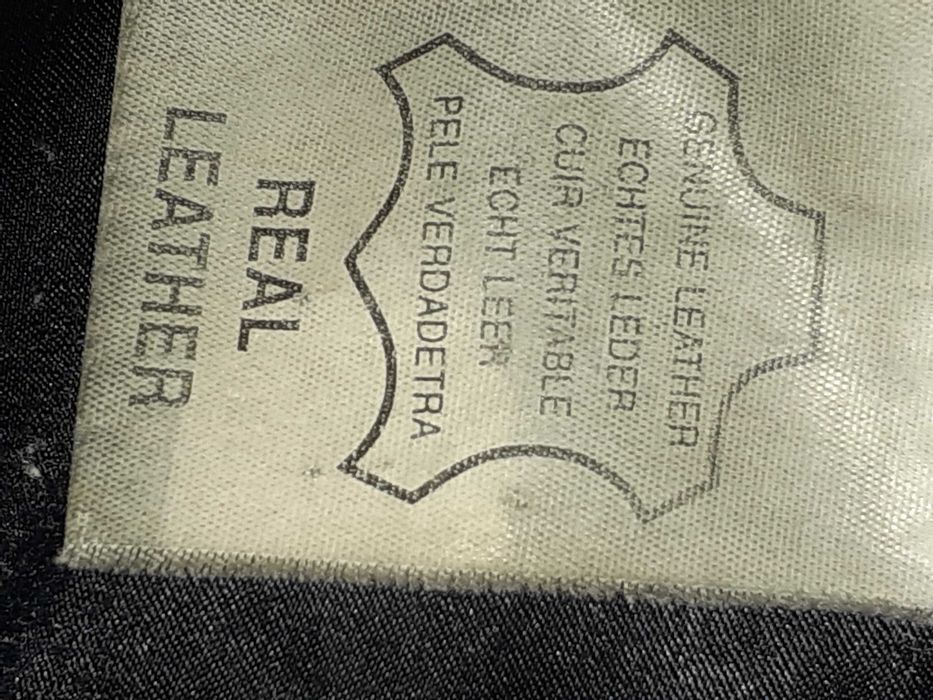 GENUINE LEATHER
ECHTES LEDER
CUIR VERITABLE
ECHT LEER
PELE VERDADETRA
REAL
LEATHER